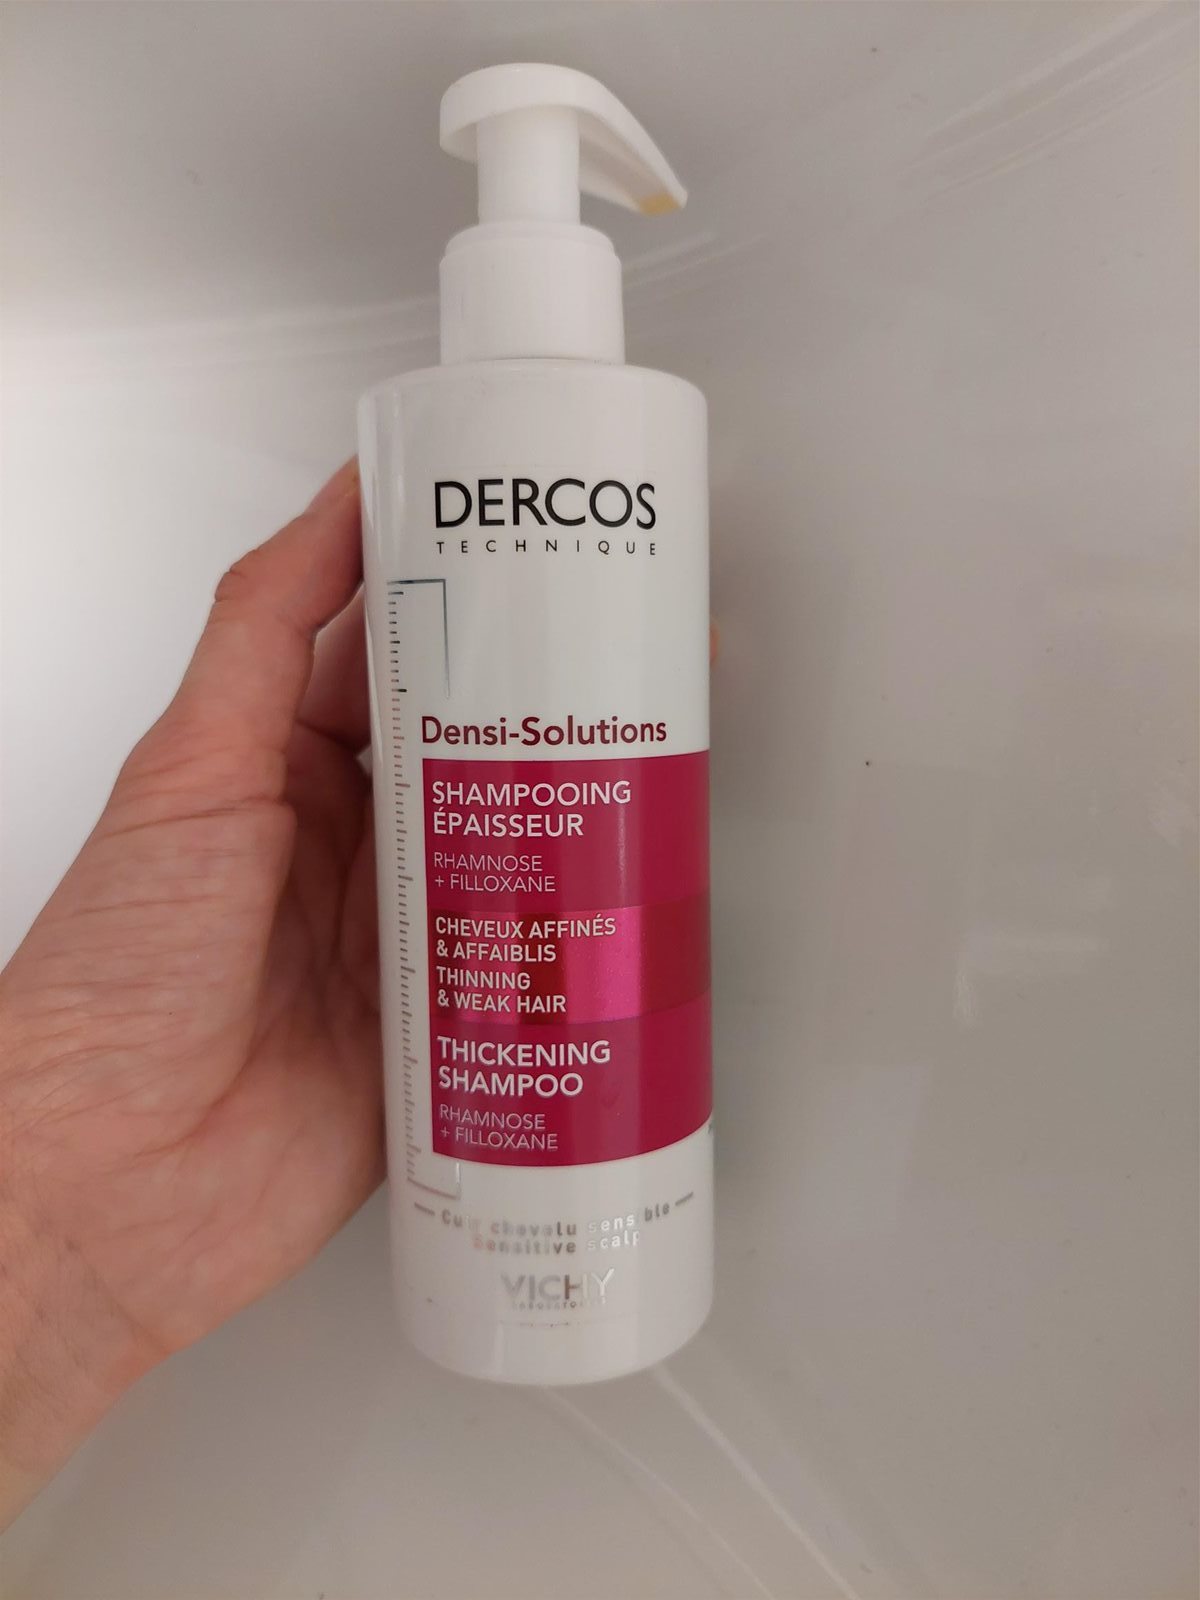 DERCOS
TECHNIQUE
Densi-Solutions
SHAMPOOING
ÉPAISSEUR
RHAMNOSE
+ FILLOXANE
CHEVEUX AFFINÉS
& AFFAIBLIS
THINNING
& WEAK HAIR
THICKENING
SHAMPOO
RHAMNOSE
+ FILLOXANE
Cuir chevelu sensible
Sensitive scalp
VICHY
LABORATOIRES